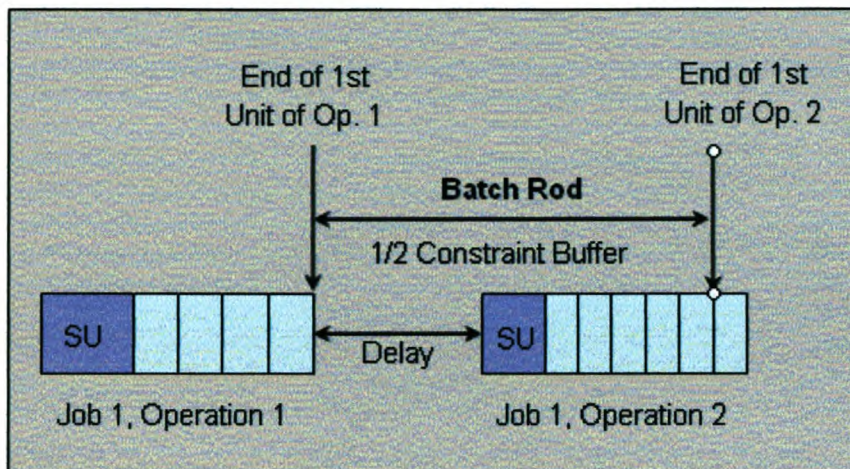 End of 1st
Unit of Op. 1
End of 1st
Unit of Op. 2
Batch Rod
1/2 Constraint Buffer
SU
Delay
SU
Job 1, Operation 1
Job 1, Operation 2